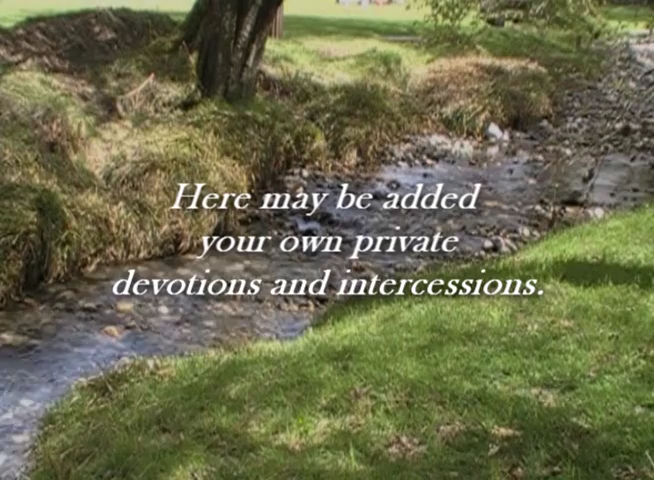 Here may be added
your own private
devotions and intercessions.